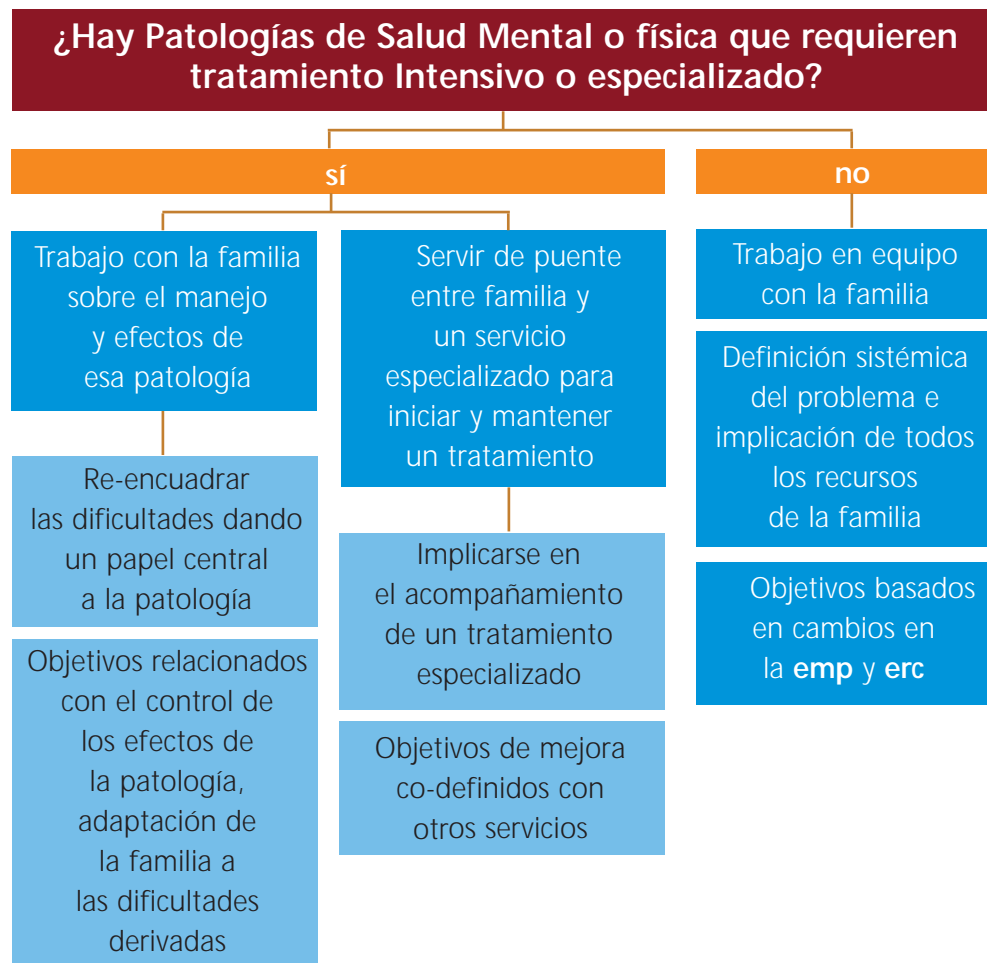 ¿Hay Patologías de Salud Mental o física que requieren
tratamiento Intensivo o especializado?
sí
Trabajo con la familia
sobre el manejo
y efectos de
esa patología
Re-encuadrar
las dificultades dando
un papel central
a la patología
Objetivos relacionados
con el control de
los efectos de
la patología,
adaptación de
la familia a
las dificultades
derivadas
Servir de puente
entre familia y
un servicio
especializado para
iniciar y mantener
un tratamiento
Implicarse en
el acompañamiento
de un tratamiento
especializado
Objetivos de mejora
co-definidos con
otros servicios
no
Trabajo en equipo
con la familia
Definición sistémica
del problema e
implicación de todos
los recursos
de la familia
Objetivos basados
en cambios en
la emp y erc